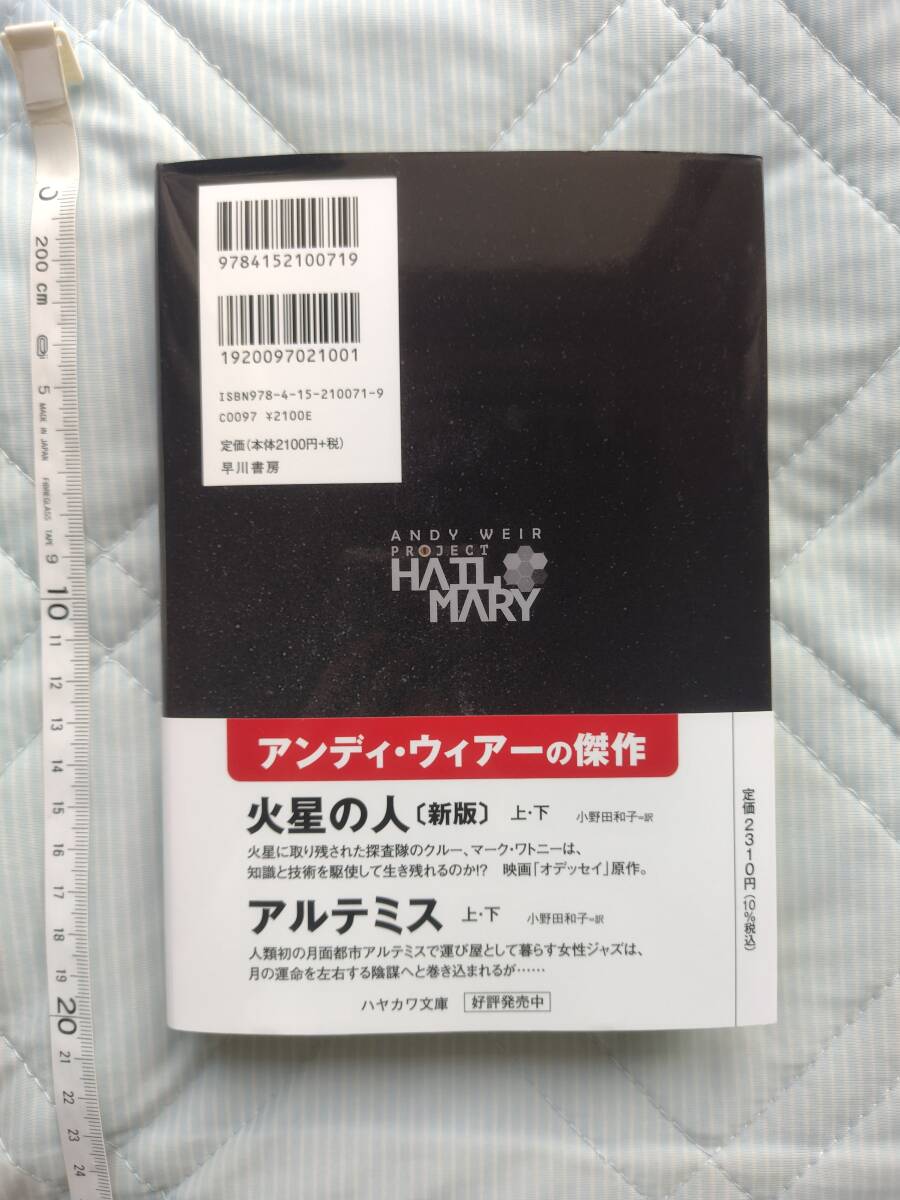 200 cm
5
MADE IN JAPAN FIBREGLASS TAPE
9
10
11
12
13
14
15
16
17
18
19
20
21
22
23
24
9784152100719
1920097021001
ISBN978-4-15-210071-9
C0097 ¥2100E
定価(本体2100円+税)
早川書房
ANDY WEIR
PROJECT
HAIL
MARY
アンディ・ウィアーの傑作
火星の人〔新版〕 上・下 小野田和子=訳
火星に取り残された探査隊のクルー、マーク・ワトニーは、
知識と技術を駆使して生き残れるのか!? 映画「オデッセイ」原作。
アルテミス 上・下 小野田和子=訳
人類初の月面都市アルテミスで運び屋として暮らす女性ジャズは、
月の運命を左右する陰謀へと巻き込まれるが……
ハヤカワ文庫 好評発売中
定価2310円(10%税込)